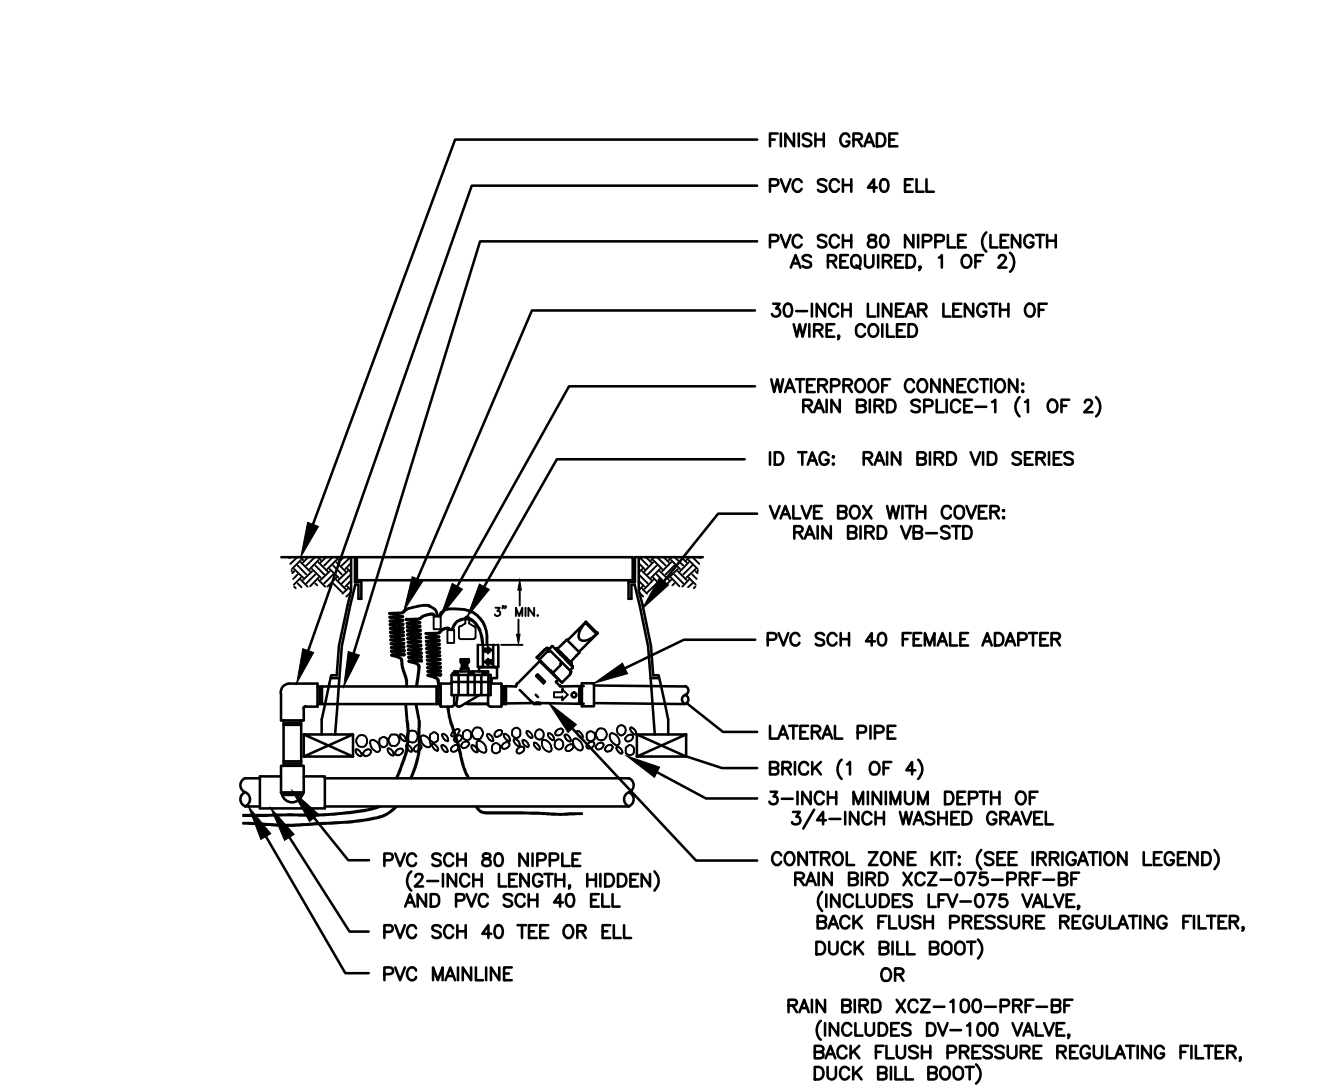 FINISH GRADE
PVC SCH 40 ELL
PVC SCH 80 NIPPLE (LENGTH
AS REQUIRED, 1 OF 2)
30-INCH LINEAR LENGTH OF
WIRE, COILED
WATERPROOF CONNECTION:
RAIN BIRD SPLICE-1 (1 OF 2)
ID TAG: RAIN BIRD VID SERIES
VALVE BOX WITH COVER:
RAIN BIRD VB-STD
3" MIN.
PVC SCH 40 FEMALE ADAPTER
LATERAL PIPE
BRICK (1 OF 4)
3-INCH MINIMUM DEPTH OF
3/4-INCH WASHED GRAVEL
PVC SCH 80 NIPPLE
(2-INCH LENGTH, HIDDEN)
AND PVC SCH 40 ELL
PVC SCH 40 TEE OR ELL
PVC MAINLINE
CONTROL ZONE KIT: (SEE IRRIGATION LEGEND)
RAIN BIRD XCZ-075-PRF-BF
(INCLUDES LFV-075 VALVE,
BACK FLUSH PRESSURE REGULATING FILTER,
DUCK BILL BOOT)
OR
RAIN BIRD XCZ-100-PRF-BF
(INCLUDES DV-100 VALVE,
BACK FLUSH PRESSURE REGULATING FILTER,
DUCK BILL BOOT)